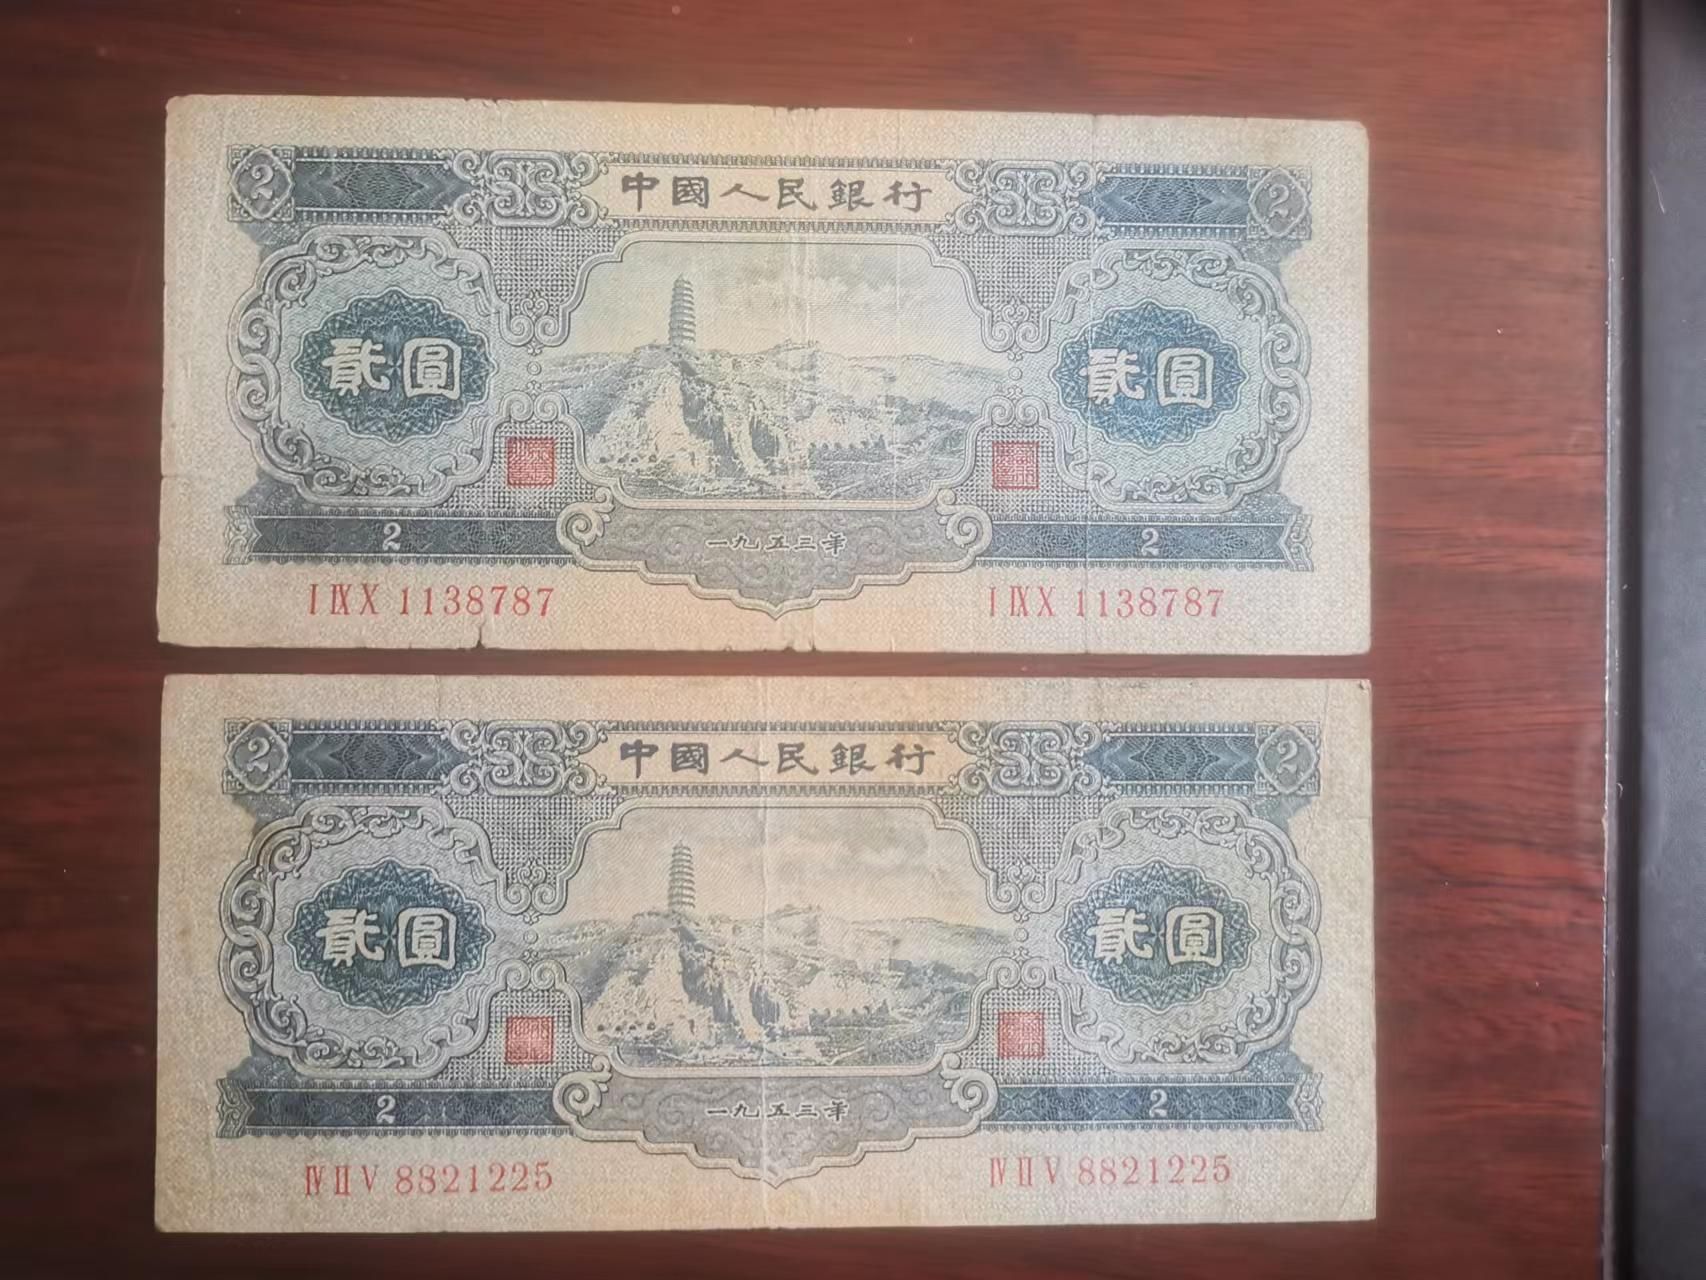 2 中國人民銀行 2
貳圓 貳圓
2 一九五三年 2
I IX X 1138787 I IX X 1138787
2 中國人民銀行 2
貳圓 貳圓
2 一九五三年 2
IV II V 8821225 IV II V 8821225